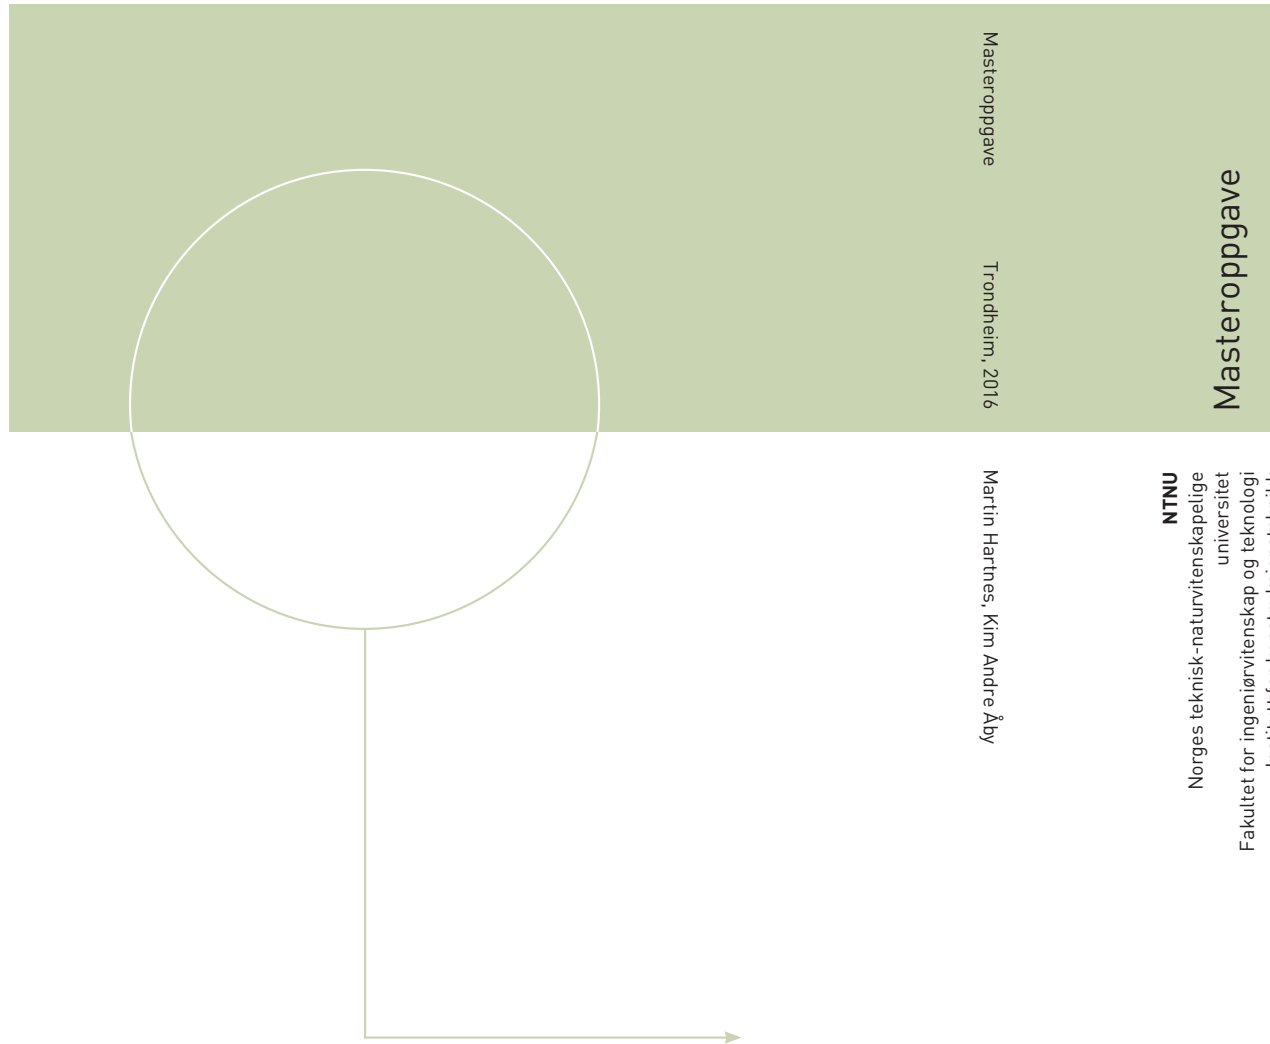 Masteroppgave
Trondheim, 2016
Martin Hartnes, Kim Andre Åby
Masteroppgave
NTNU
Norges teknisk-naturvitenskapelige
universitet
Fakultet for ingeniørvitenskap og teknologi